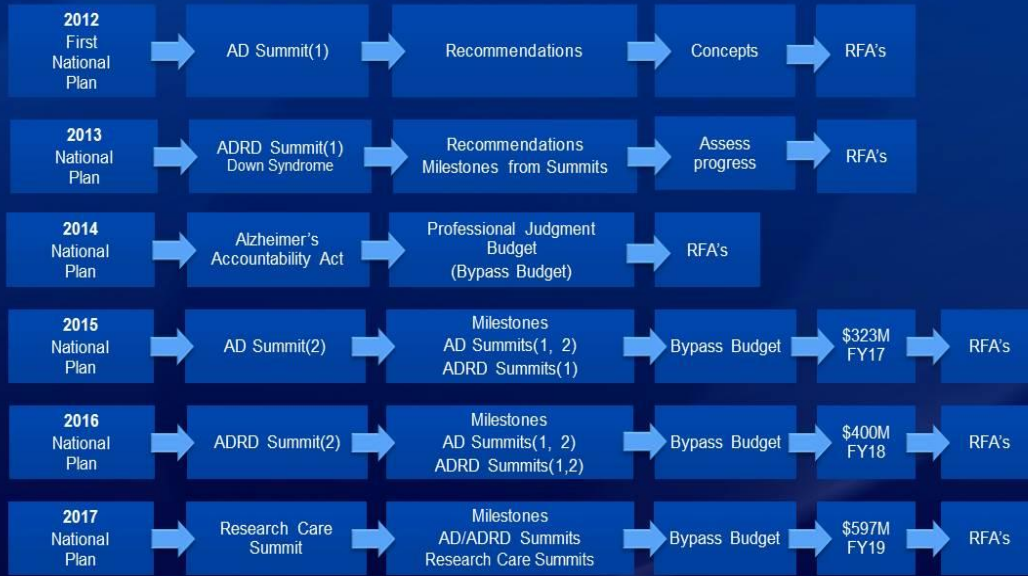 2012
First
National
Plan
AD Summit(1)
Recommendations
Concepts
RFA's
2013
National
Plan
ADRD Summit(1)
Down Syndrome
Recommendations
Milestones from Summits
Assess
progress
RFA's
2014
National
Plan
Alzheimer's
Accountability Act
Professional Judgment
Budget
(Bypass Budget)
RFA's
2015
National
Plan
AD Summit(2)
Milestones
AD Summits(1, 2)
ADRD Summits(1)
Bypass Budget
$323M
FY17
RFA's
2016
National
Plan
ADRD Summit(2)
Milestones
AD Summits(1, 2)
ADRD Summits(1,2)
Bypass Budget
$400M
FY18
RFA's
2017
National
Plan
Research Care
Summit
Milestones
AD/ADRD Summits
Research Care Summits
Bypass Budget
$597M
FY19
RFA's